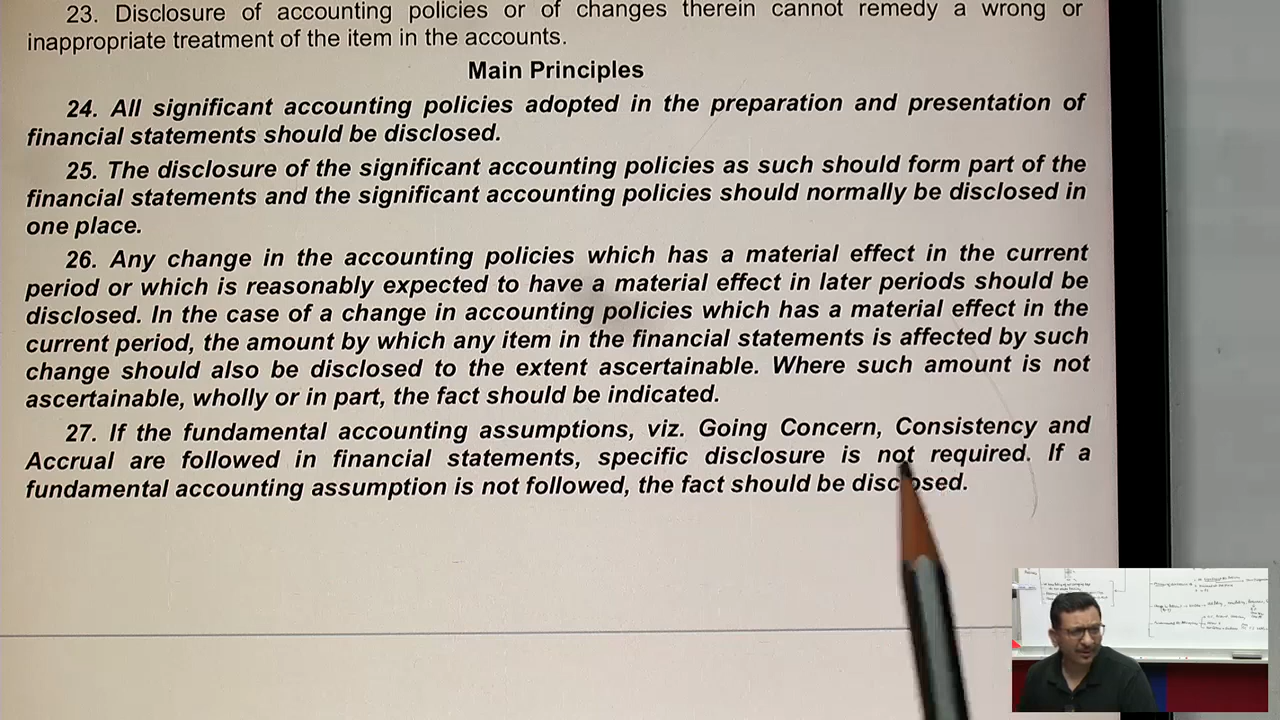 23. Disclosure of accounting policies or of changes therein cannot remedy a wrong or
inappropriate treatment of the item in the accounts.
Main Principles
24. All significant accounting policies adopted in the preparation and presentation of
financial statements should be disclosed.
25. The disclosure of the significant accounting policies as such should form part of the
financial statements and the significant accounting policies should normally be disclosed in
one place.
26. Any change in the accounting policies which has a material effect in the current
period or which is reasonably expected to have a material effect in later periods should be
disclosed. In the case of a change in accounting policies which has a material effect in the
current period, the amount by which any item in the financial statements is affected by such
change should also be disclosed to the extent ascertainable. Where such amount is not
ascertainable, wholly or in part, the fact should be indicated.
27. If the fundamental accounting assumptions, viz. Going Concern, Consistency and
Accrual are followed in financial statements, specific disclosure is not required. If a
fundamental accounting assumption is not followed, the fact should be disclosed.